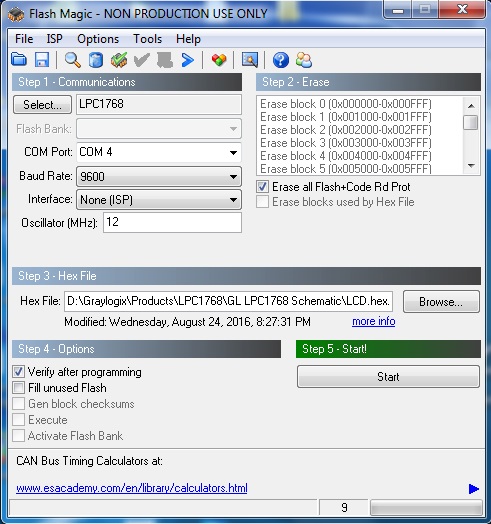 Flash Magic - NON PRODUCTION USE ONLY
File ISP Options Tools Help
Step 1 - Communications
Select... LPC1768
Flash Bank:
COM Port: COM 4
Baud Rate: 9600
Interface: None (ISP)
Oscillator (MHz): 12
Step 2 - Erase
Erase block 0 (0x000000-0x000FFF)
Erase block 1 (0x001000-0x001FFF)
Erase block 2 (0x002000-0x002FFF)
Erase block 3 (0x003000-0x003FFF)
Erase block 4 (0x004000-0x004FFF)
Erase block 5 (0x005000-0x005FFF)
Erase all Flash+Code Rd Prot
Erase blocks used by Hex File
Step 3 - Hex File
Hex File: D:\Graylogix\Products\LPC1768\GL LPC1768 Schematic\LCD.hex Browse...
Modified: Wednesday, August 24, 2016, 8:27:31 PM more info
Step 4 - Options
Verify after programming
Fill unused Flash
Gen block checksums
Execute
Activate Flash Bank
Step 5 - Start!
Start
CAN Bus Timing Calculators at:
www.esacademy.com/en/library/calculators.html
9